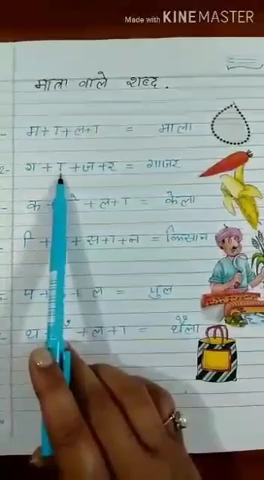 Made with KINEMASTER
मात्रा वाले शब्द .
म+ा+ल+ा = माला
ग+ा+ज+र = गाजर
क+ +ल+ा = केला
ि+ +स+ा+न = किसान
प+ +ल = पुल
थ +ल+ा = थैला